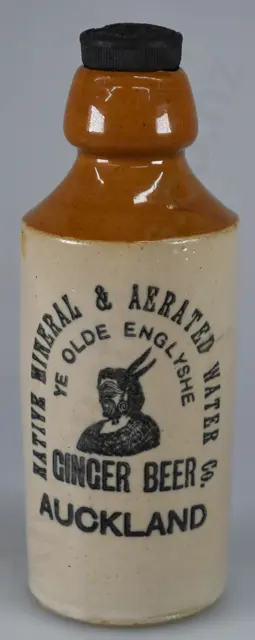 NATIVE MINERAL & AERATED WATER Co.
YE OLDE ENGLYSHE
GINGER BEER
AUCKLAND